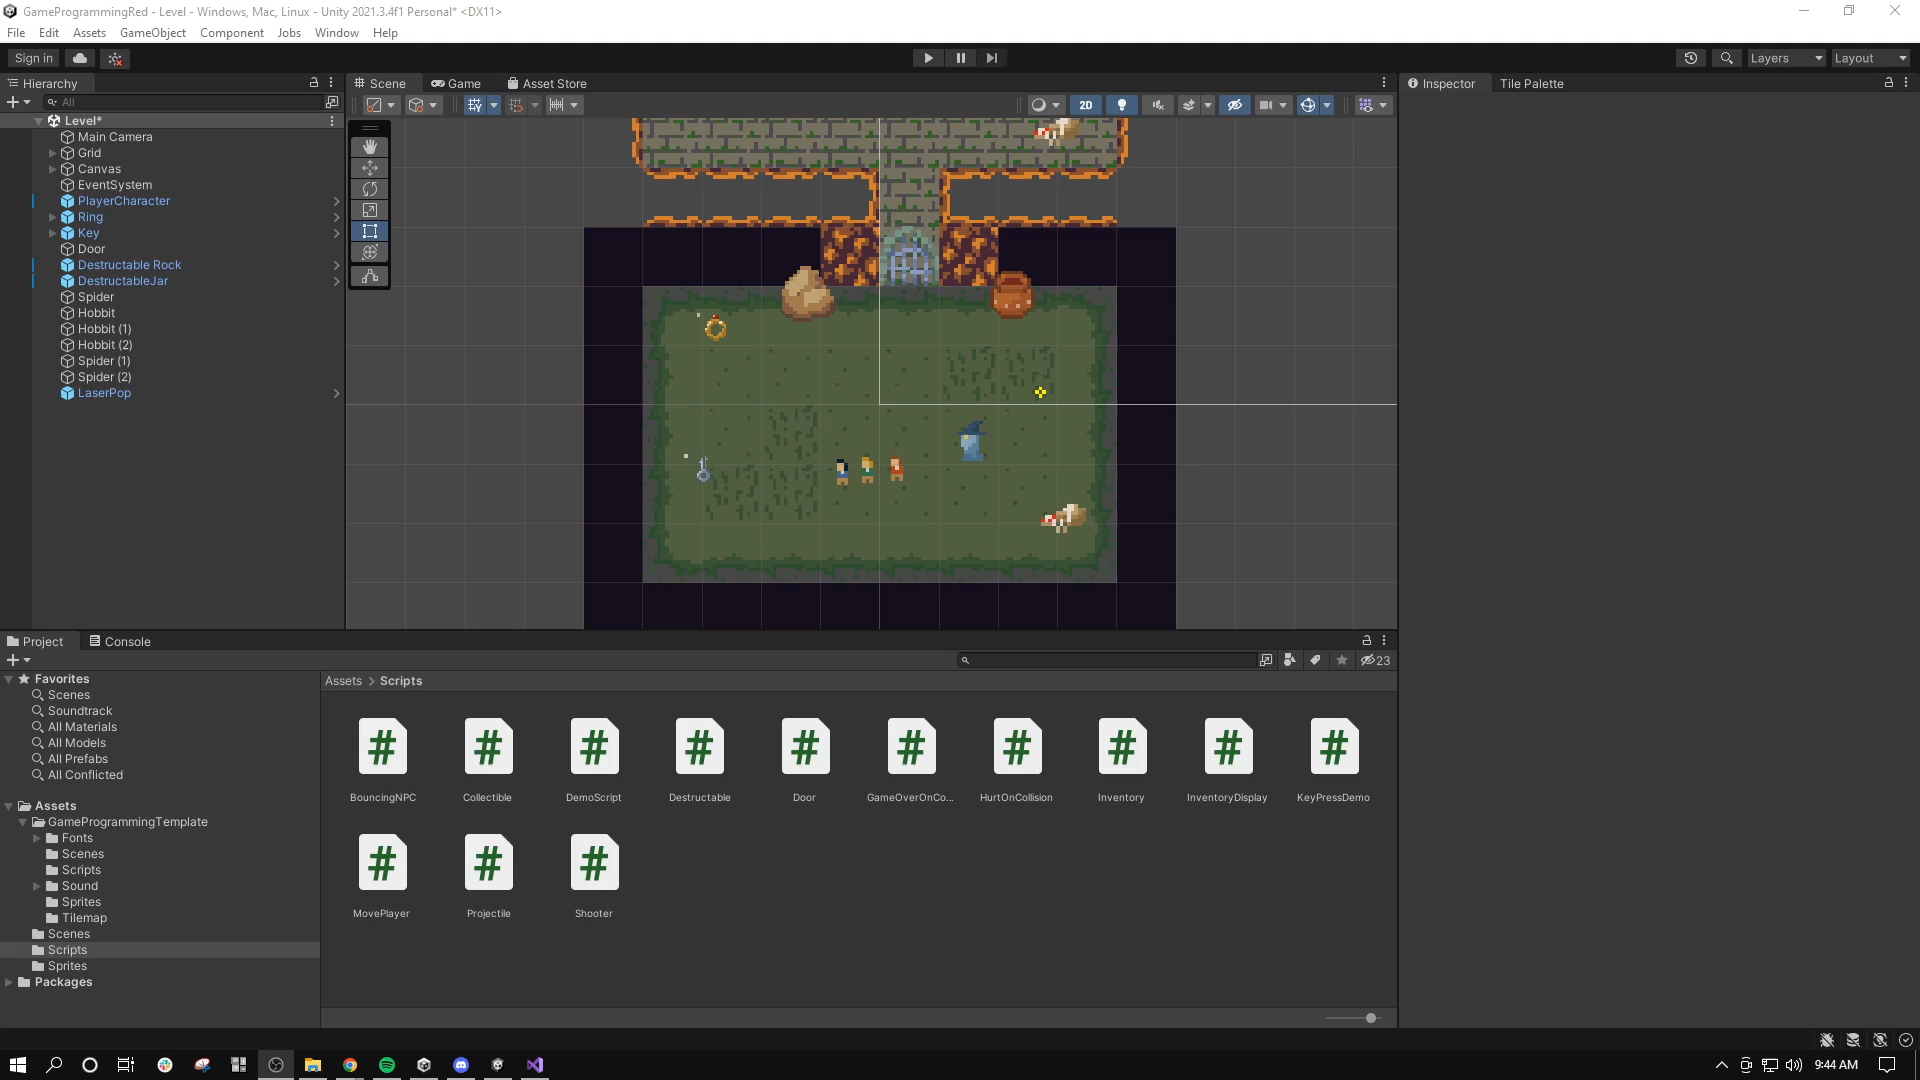 GameProgrammingRed - Level - Windows, Mac, Linux - Unity 2021.3.4f1 Personal* <DX11>
File Edit Assets GameObject Component Jobs Window Help
Sign in
Layers
Layout
Hierarchy
Scene
Game
Asset Store
Inspector
Tile Palette
All
2D
Level*
Main Camera
Grid
Canvas
EventSystem
PlayerCharacter
Ring
Key
Door
Destructable Rock
DestructableJar
Spider
Hobbit
Hobbit (1)
Hobbit (2)
Spider (1)
Spider (2)
LaserPop
Project
Console
23
Favorites
Scenes
Soundtrack
All Materials
All Models
All Prefabs
All Conflicted
Assets
GameProgrammingTemplate
Fonts
Scenes
Scripts
Sound
Sprites
Tilemap
Scenes
Scripts
Sprites
Packages
Assets > Scripts
BouncingNPC
Collectible
DemoScript
Destructable
Door
GameOverOnCo...
HurtOnCollision
Inventory
InventoryDisplay
KeyPressDemo
MovePlayer
Projectile
Shooter
9:44 AM